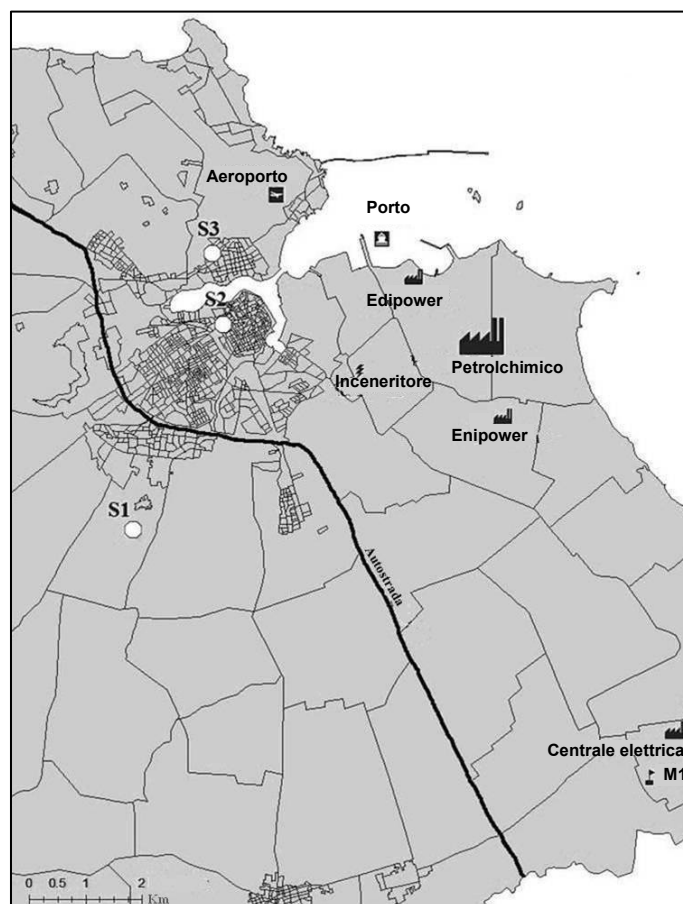 Aeroporto
Porto
S3
Edipower
S2
Petrolchimico
Inceneritore
Enipower
S1
Autostrada
Centrale elettrica
M1
0 0.5 1 2
Km